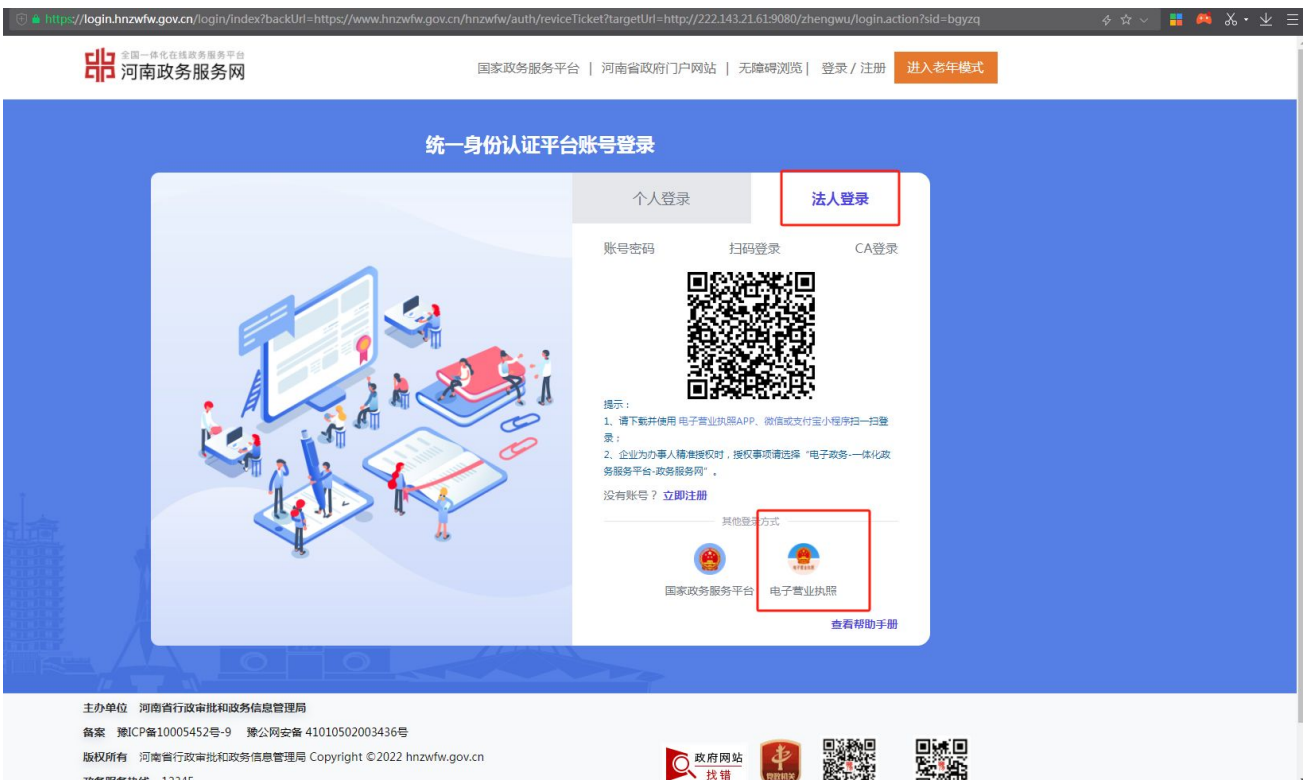 https://login.hnzwfw.gov.cn/login/index?backUrl=https://www.hnzwfw.gov.cn/hnzwfw/auth/reviceTicket?targetUrl=http://222.143.21.61:9080/zhengwu/login.action?sid=bgyzq
全国一体化在线政务服务平台
河南政务服务网
国家政务服务平台 | 河南省政府门户网站 | 无障碍浏览 | 登录 / 注册 进入老年模式
统一身份认证平台账号登录
个人登录 法人登录
账号密码 扫码登录 CA登录
提示：
1、请下载并使用 电子营业执照APP、微信或支付宝小程序扫一扫登
录；
2、企业为办事人精准授权时，授权事项请选择“电子政务-一体化政
务服务平台-政务服务网”。
没有账号？ 立即注册
其他登录方式
国家政务服务平台 电子营业执照
查看帮助手册
主办单位 河南省行政审批和政务信息管理局
备案 豫ICP备10005452号-9 豫公网安备 41010502003436号
版权所有 河南省行政审批和政务信息管理局 Copyright ©2022 hnzwfw.gov.cn
政府网站
找错
党政机关
政务服务热线 12345